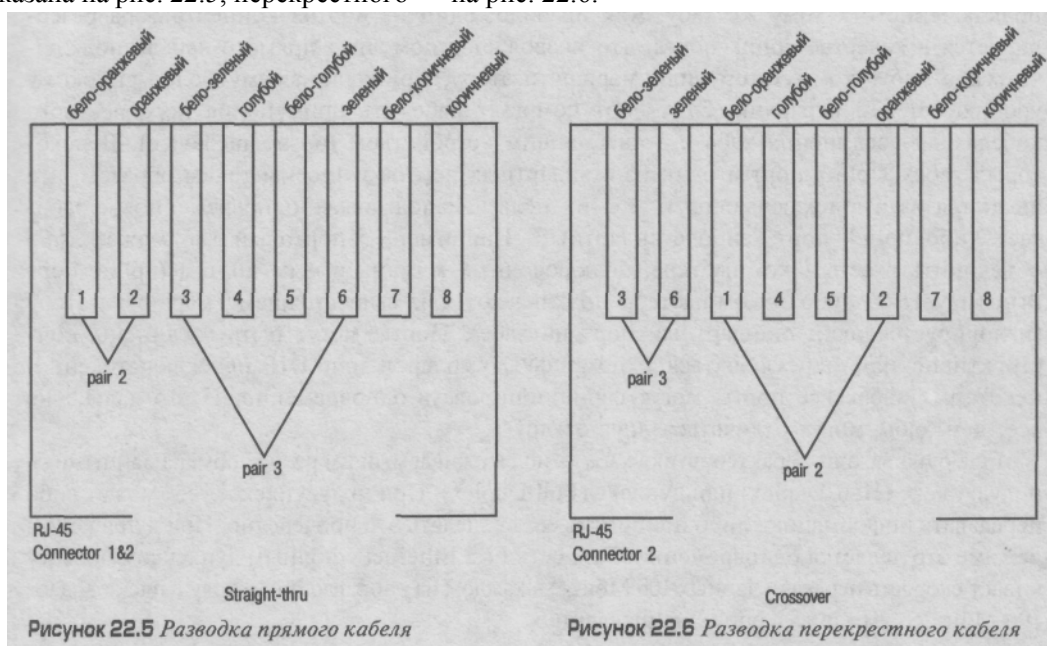 казана на рис. 22.5, перекрестного — на рис. 22.6.
бело-оранжевый
оранжевый
бело-зеленый
голубой
бело-голубой
зеленый
бело-коричневый
коричневый
1 2 3 4 5 6 7 8
pair 2
pair 3
RJ-45
Connector 1&2
Straight-thru
Рисунок 22.5 Разводка прямого кабеля
бело-зеленый
зеленый
бело-оранжевый
голубой
бело-голубой
оранжевый
бело-коричневый
коричневый
3 6 1 4 5 2 7 8
pair 3
pair 2
RJ-45
Connector 2
Crossover
Рисунок 22.6 Разводка перекрестного кабеля